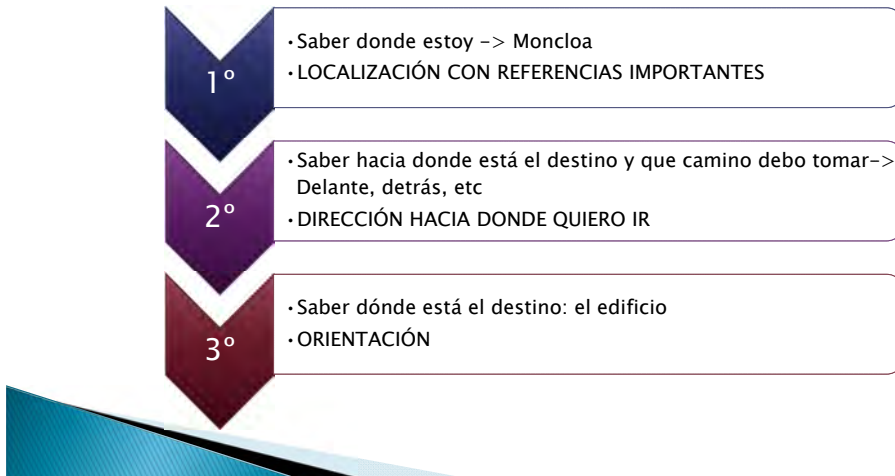 1º
·Saber donde estoy -> Moncloa
·LOCALIZACIÓN CON REFERENCIAS IMPORTANTES
2º
·Saber hacia donde está el destino y que camino debo tomar->
Delante, detrás, etc
·DIRECCIÓN HACIA DONDE QUIERO IR
3º
·Saber dónde está el destino: el edificio
·ORIENTACIÓN